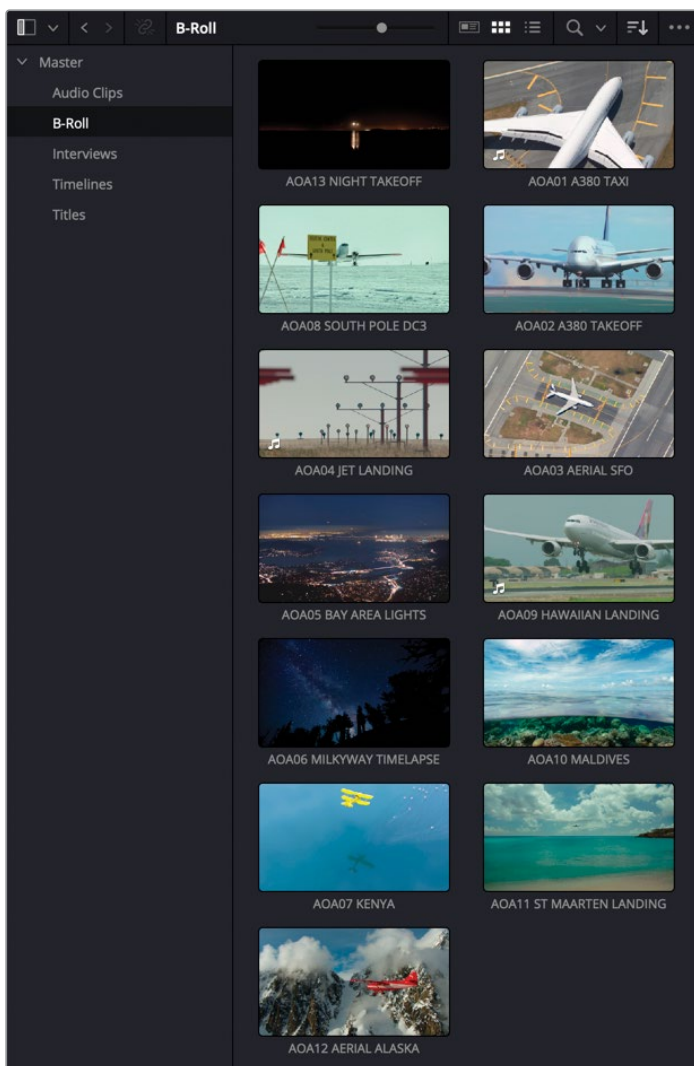 B-Roll
Master
Audio Clips
B-Roll
Interviews
Timelines
Titles
AOA13 NIGHT TAKEOFF
AOA01 A380 TAXI
AOA08 SOUTH POLE DC3
AOA02 A380 TAKEOFF
AOA04 JET LANDING
AOA03 AERIAL SFO
AOA05 BAY AREA LIGHTS
AOA09 HAWAIIAN LANDING
AOA06 MILKYWAY TIMELAPSE
AOA10 MALDIVES
AOA07 KENYA
AOA11 ST MAARTEN LANDING
AOA12 AERIAL ALASKA